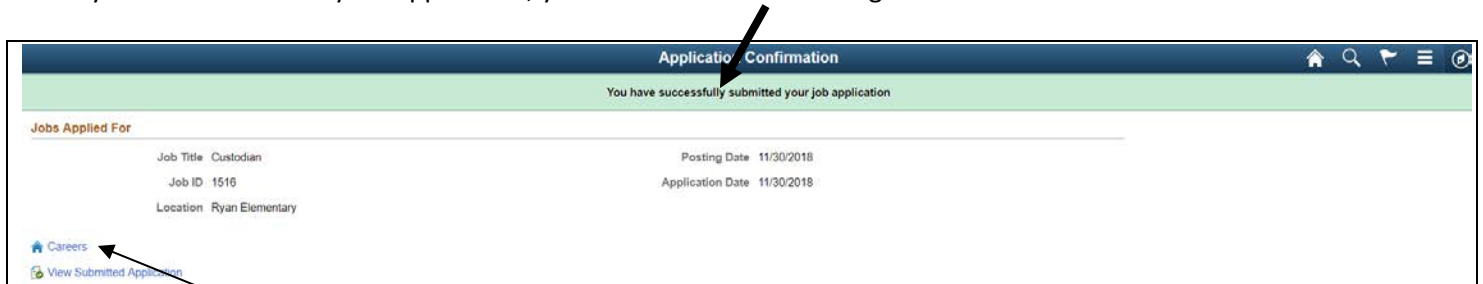 Application Confirmation
You have successfully submitted your job application
Jobs Applied For
Job Title Custodian Posting Date 11/30/2018
Job ID 1516 Application Date 11/30/2018
Location Ryan Elementary
Careers
View Submitted Application